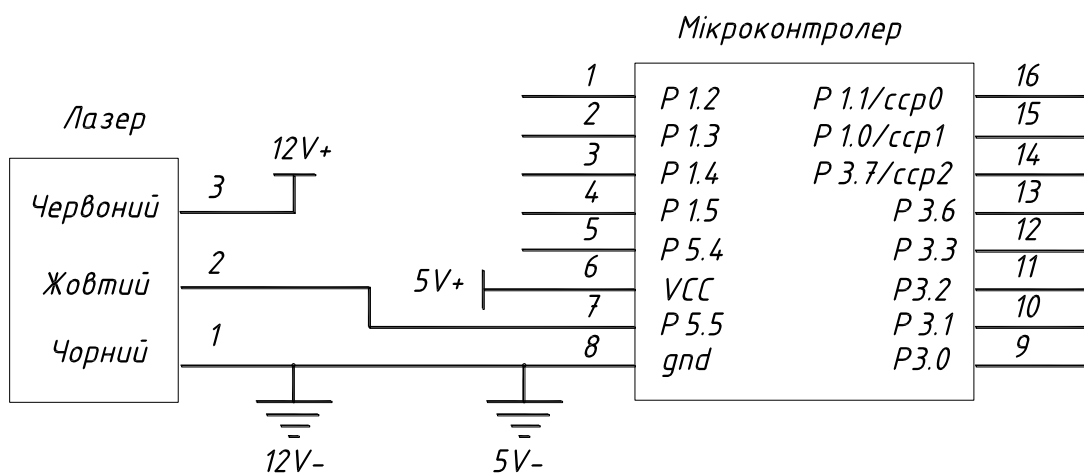 Мікроконтролер
Лазер
12V+
3
Червоний
2
Жовтий
1
Чорний
12V-
5V-
5V+
1
P 1.2
2
P 1.3
3
P 1.4
4
P 1.5
5
P 5.4
6
VCC
7
P 5.5
8
gnd
P 1.1/ccp0
16
P 1.0/ccp1
15
P 3.7/ccp2
14
P 3.6
13
P 3.3
12
P3.2
11
P 3.1
10
P3.0
9